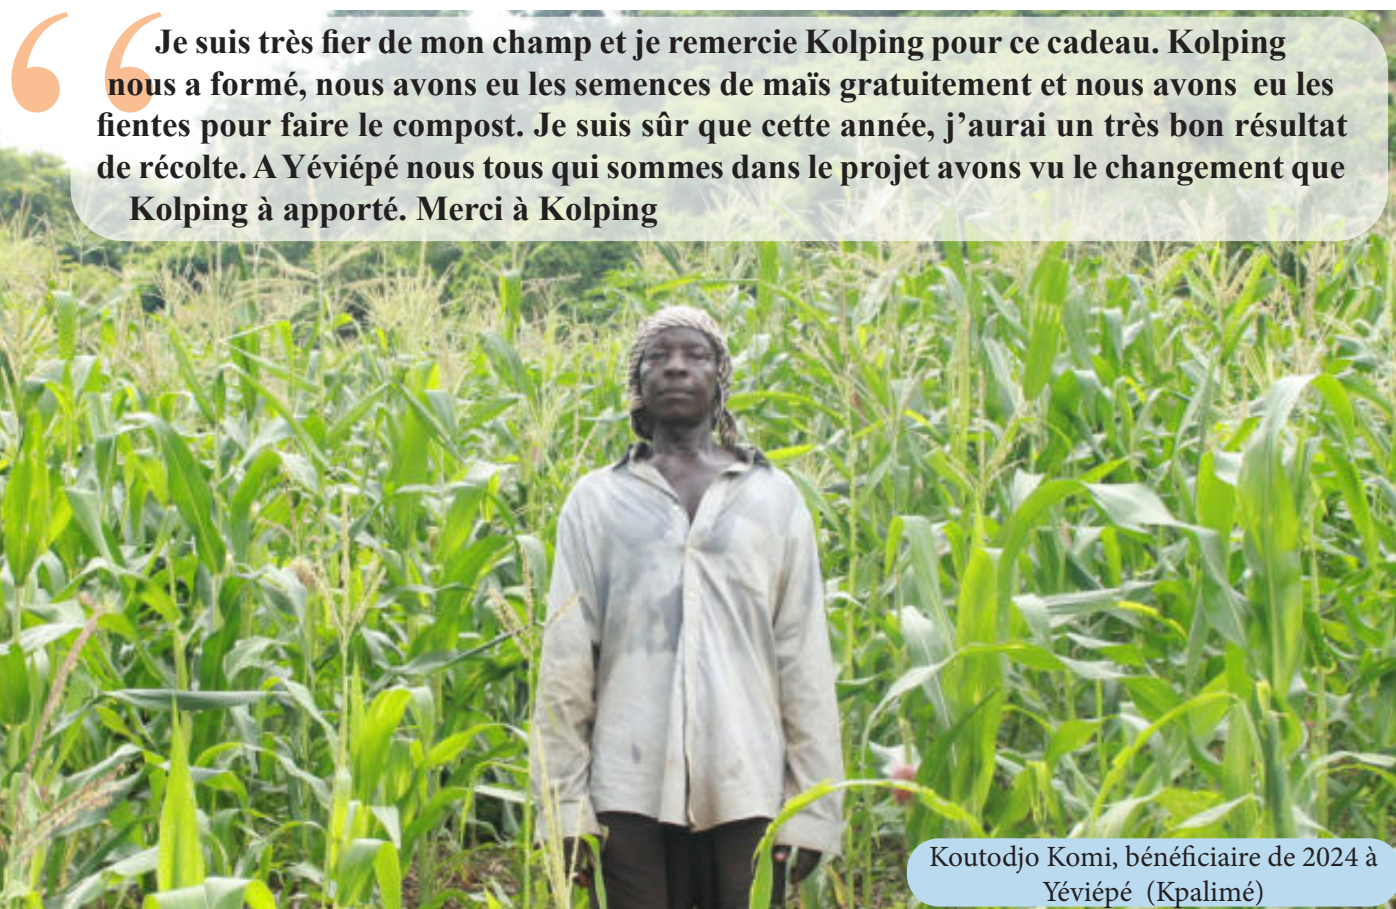 Je suis très fier de mon champ et je remercie Kolping pour ce cadeau. Kolping
nous a formé, nous avons eu les semences de maïs gratuitement et nous avons eu les
fientes pour faire le compost. Je suis sûr que cette année, j’aurai un très bon résultat
de récolte. A Yéviépé nous tous qui sommes dans le projet avons vu le changement que
Kolping à apporté. Merci à Kolping
Koutodjo Komi, bénéficiaire de 2024 à
Yéviépé (Kpalimé)